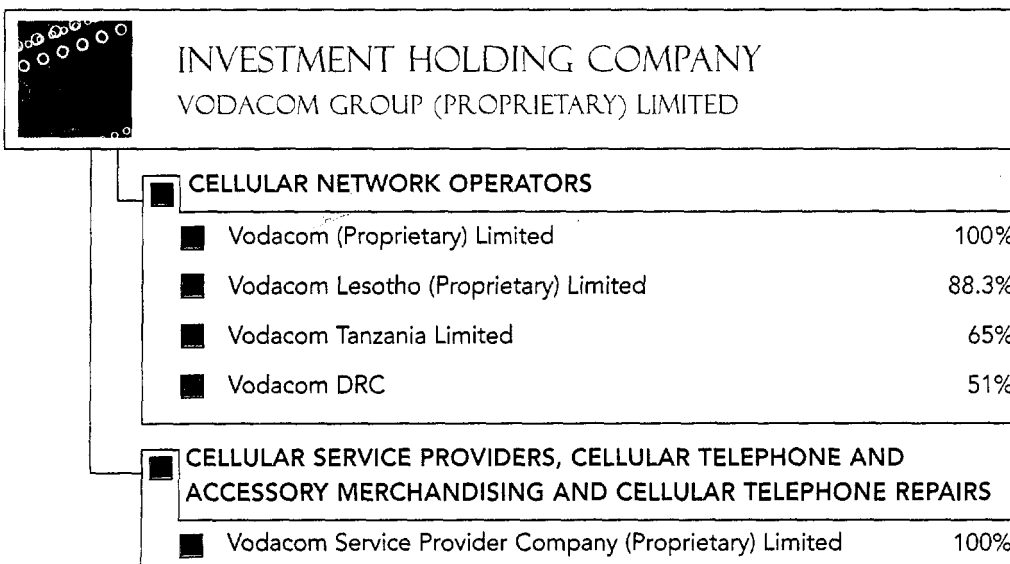 INVESTMENT HOLDING COMPANY
VODACOM GROUP (PROPRIETARY) LIMITED
CELLULAR NETWORK OPERATORS
Vodacom (Proprietary) Limited 100%
Vodacom Lesotho (Proprietary) Limited 88.3%
Vodacom Tanzania Limited 65%
Vodacom DRC 51%
CELLULAR SERVICE PROVIDERS, CELLULAR TELEPHONE AND
ACCESSORY MERCHANDISING AND CELLULAR TELEPHONE REPAIRS
Vodacom Service Provider Company (Proprietary) Limited 100%